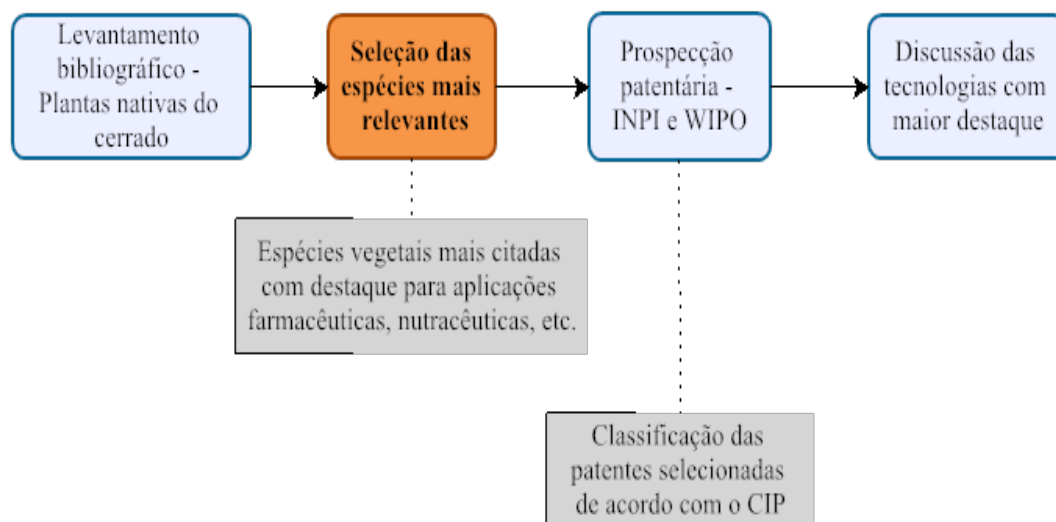 Levantamento
bibliográfico -
Plantas nativas do
cerrado
Seleção das
espécies mais
relevantes
Prospecção
patentária -
INPI e WIPO
Discussão das
tecnologias com
maior destaque
Espécies vegetais mais citadas
com destaque para aplicações
farmacêuticas, nutracêuticas, etc.
Classificação das
patentes selecionadas
de acordo com o CIP